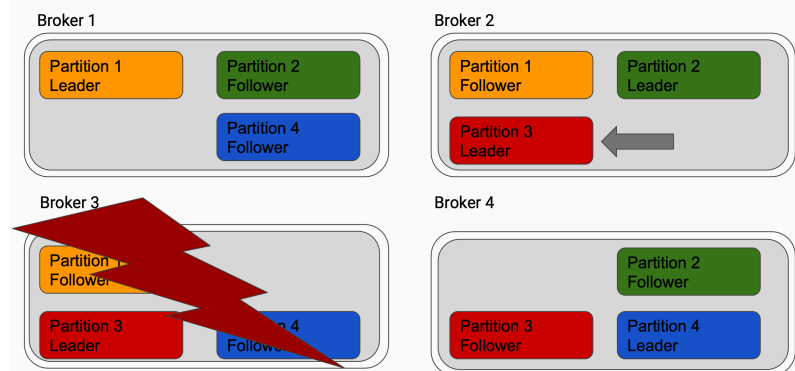 Broker 1
Partition 1
Leader
Partition 2
Follower
Partition 4
Follower
Broker 2
Partition 1
Follower
Partition 2
Leader
Partition 3
Leader
Broker 3
Partition 1
Follower
Partition 3
Leader
4
Follow
Broker 4
Partition 2
Follower
Partition 3
Follower
Partition 4
Leader